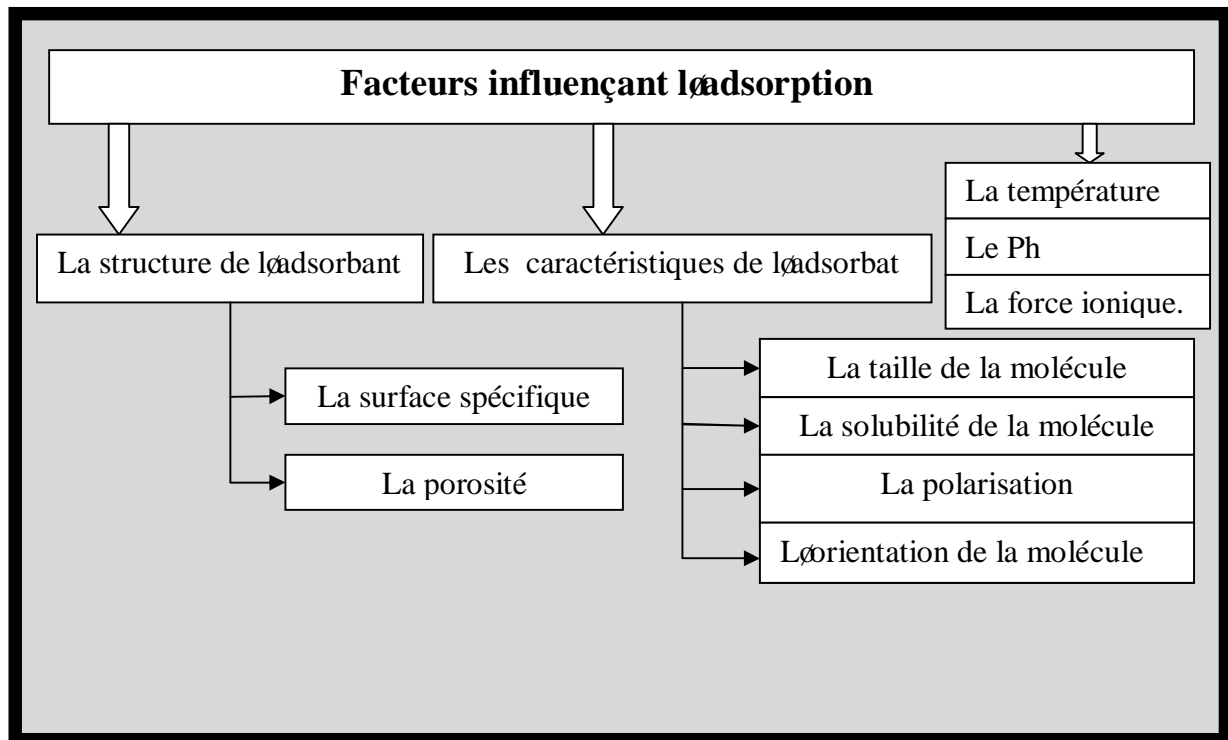 Facteurs influençant løadsorption
La température
Le Ph
La force ionique.
La structure de løadsorbant
Les caractéristiques de løadsorbat
La surface spécifique
La porosité
La taille de la molécule
La solubilité de la molécule
La polarisation
Løorientation de la molécule